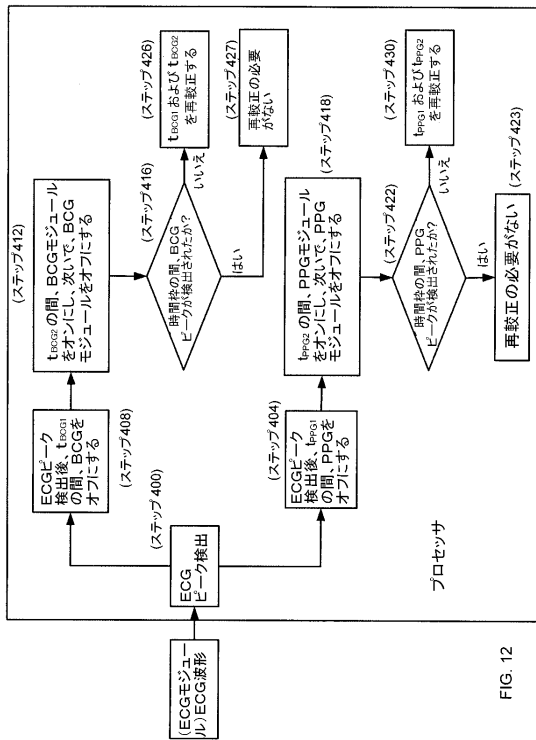 (ECGモジュー
ル)ECG波形
ECG
ピーク検出
(ステップ400)
ECGピーク
検出後、tBCG1
の間、BCGを
オフにする
(ステップ408)
tBCG2の間、BCGモジュール
をオンにし、次いで、BCG
モジュールをオフにする
(ステップ412)
時間枠の間、BCG
ピークが検出されたか?
(ステップ416)
いいえ
tBCG1およびtBCG2
を再較正する
(ステップ426)
はい
再較正の必要
がない
(ステップ427)
ECGピーク
検出後、tPPG1
の間、PPGを
オフにする
(ステップ404)
tPPG2の間、PPGモジュール
をオンにし、次いで、PPG
モジュールをオフにする
(ステップ418)
時間枠の間、PPG
ピークが検出されたか?
(ステップ422)
いいえ
tPPG1およびtPPG2
を再較正する
(ステップ430)
はい
再較正の必要がない
(ステップ423)
プロセッサ
FIG. 12